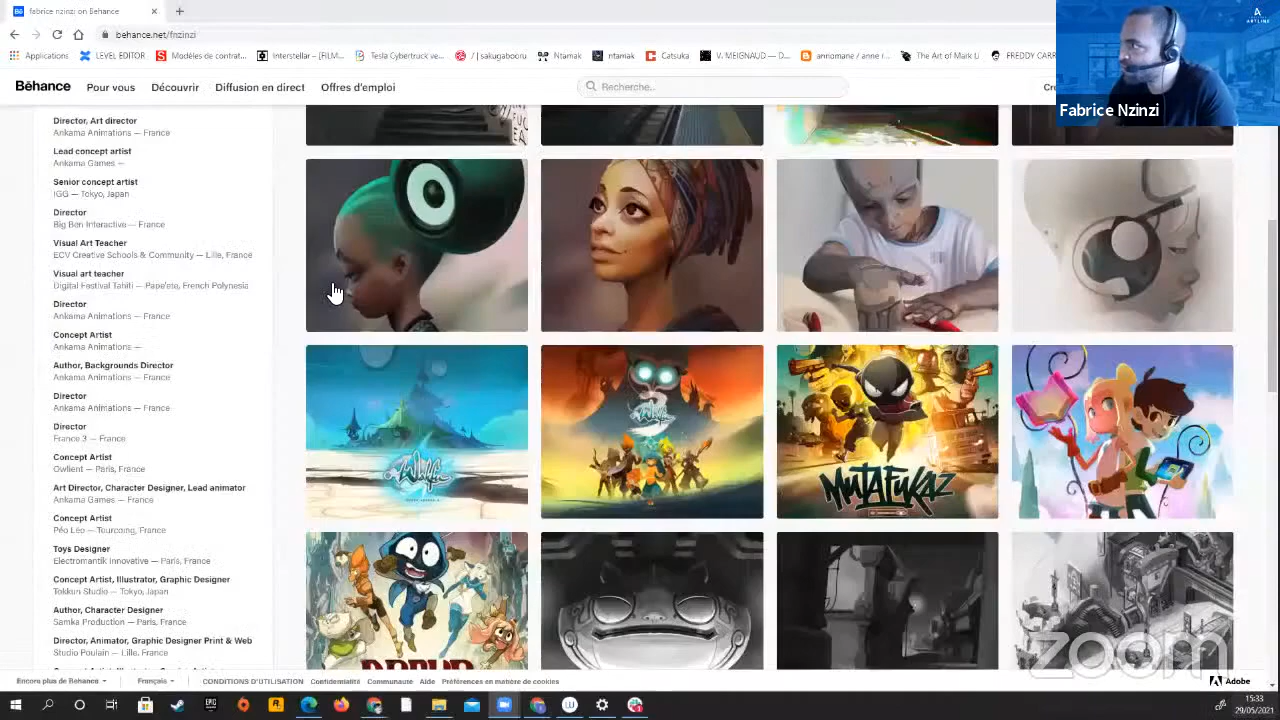 fabrice nzinzi on Behance
behance.net/fnzinzi
Applications
LEVEL EDITOR
Modèles de contrat...
Interstellar – [FILM...
Tesla Cybertruck ve...
(7) sakugabooru
Ntamak
ntamak
Catsuka
V. MEIGNAUD — D...
The Art of Mark Li
FREDDY CARR
ARTLINE
Fabrice Nzinzi
Bēhance
Pour vous
Découvrir
Diffusion en direct
Offres d'emploi
Recherche...
Director, Art director
Ankama Animations — France
Lead concept artist
Ankama Games —
Senior concept artist
IGG — Tokyo, Japan
Director
Big Ben Interactive — France
Visual Art Teacher
ECV Creative Schools & Community — Lille, France
Visual art teacher
Digital Festival Tahiti — Pape'ete, French Polynesia
Director
Ankama Animations — France
Concept Artist
Ankama Animations —
Author, Backgrounds Director
Ankama Animations — France
Director
Ankama Animations — France
Director
France 3 — France
Concept Artist
Owlient — Paris, France
Art Director, Character Designer, Lead animator
Ankama Games — France
Concept Artist
Péo Léo — Tourcoing, France
Toys Designer
Electromantik Innovative — Paris, France
Concept Artist, Illustrator, Graphic Designer
Tokkun Studio — Tokyo, Japan
Author, Character Designer
Samka Production — Paris, France
Director, Animator, Graphic Designer Print & Web
Studio Poulain — Lille, France
MUTAFUKAZ
zoom
Encore plus de Behance
Français
CONDITIONS D'UTILISATION
Confidentialité
Communauté
Aide
Préférences en matière de cookies
Adobe
15:33
29/05/2021